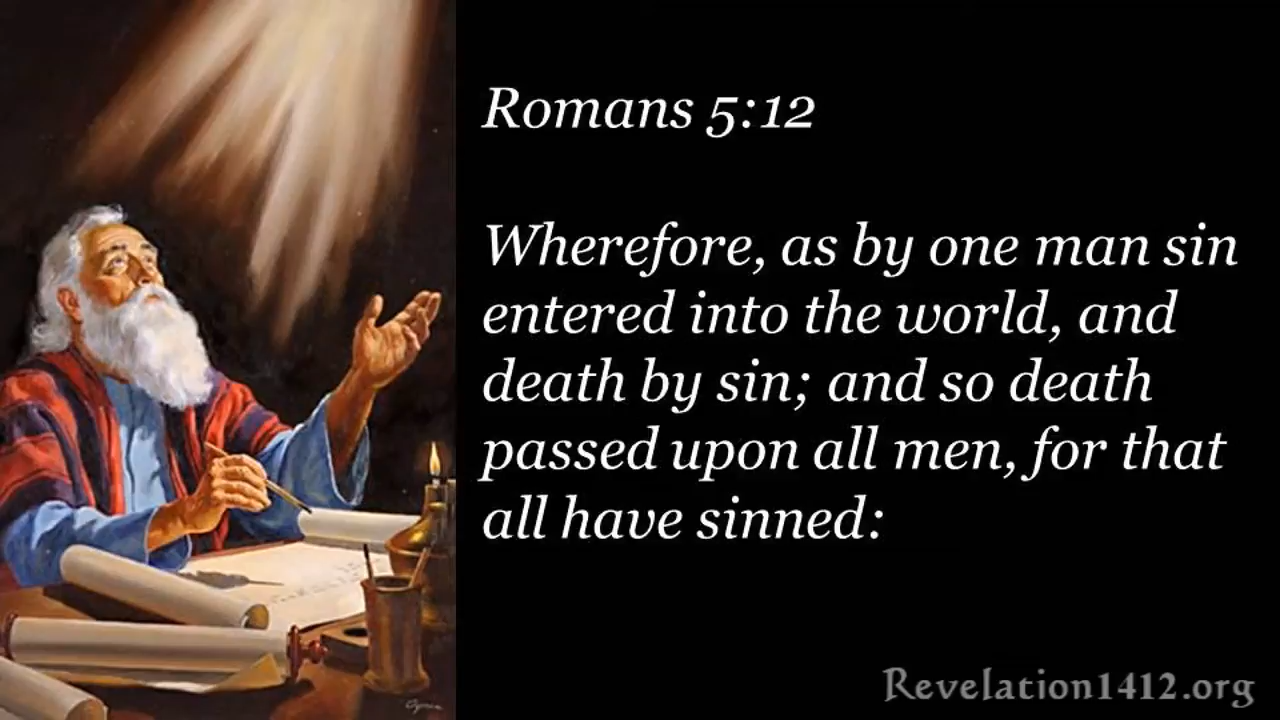 Romans 5:12
Wherefore, as by one man sin
entered into the world, and
death by sin; and so death
passed upon all men, for that
all have sinned:
Revelation1412.org